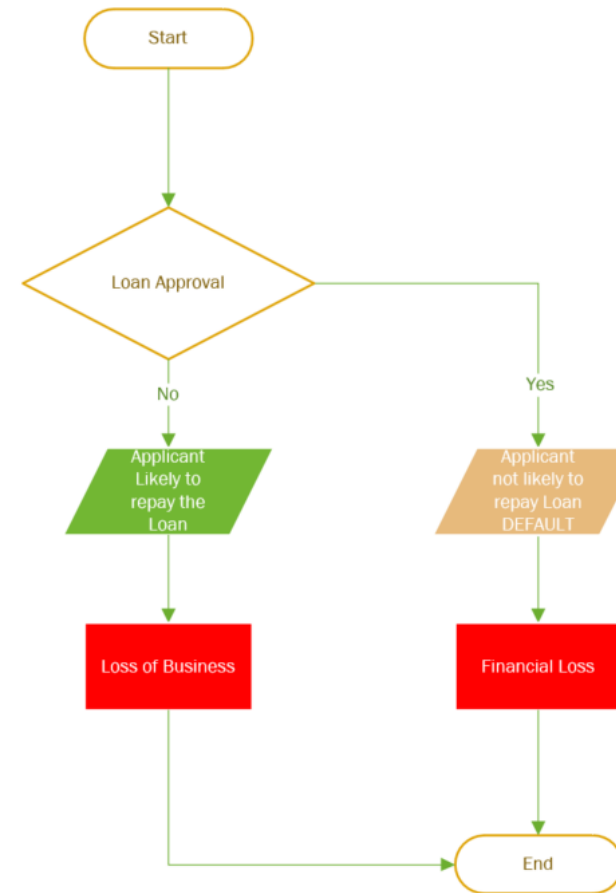 Start
Loan Approval
No
Yes
Applicant
Likely to
repay the
Loan
Applicant
not likely to
repay Loan
DEFAULT
Loss of Business
Financial Loss
End